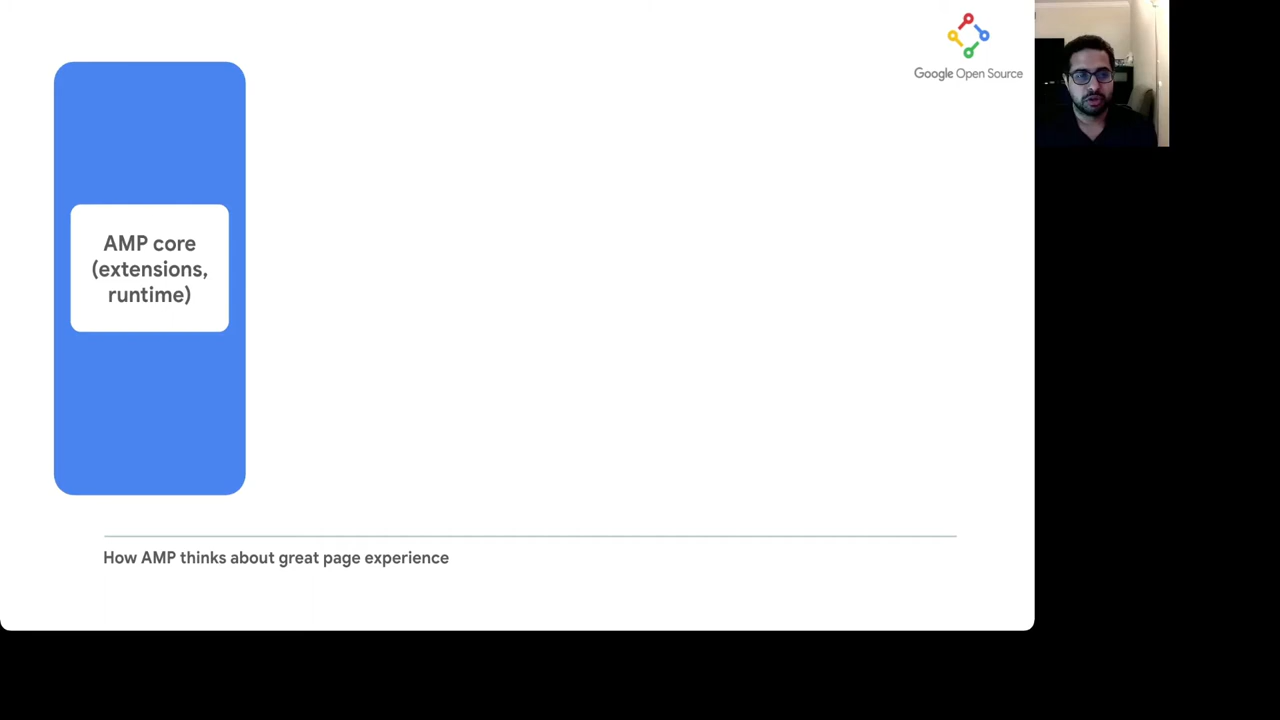 Google Open Source
AMP core
(extensions,
runtime)
How AMP thinks about great page experience